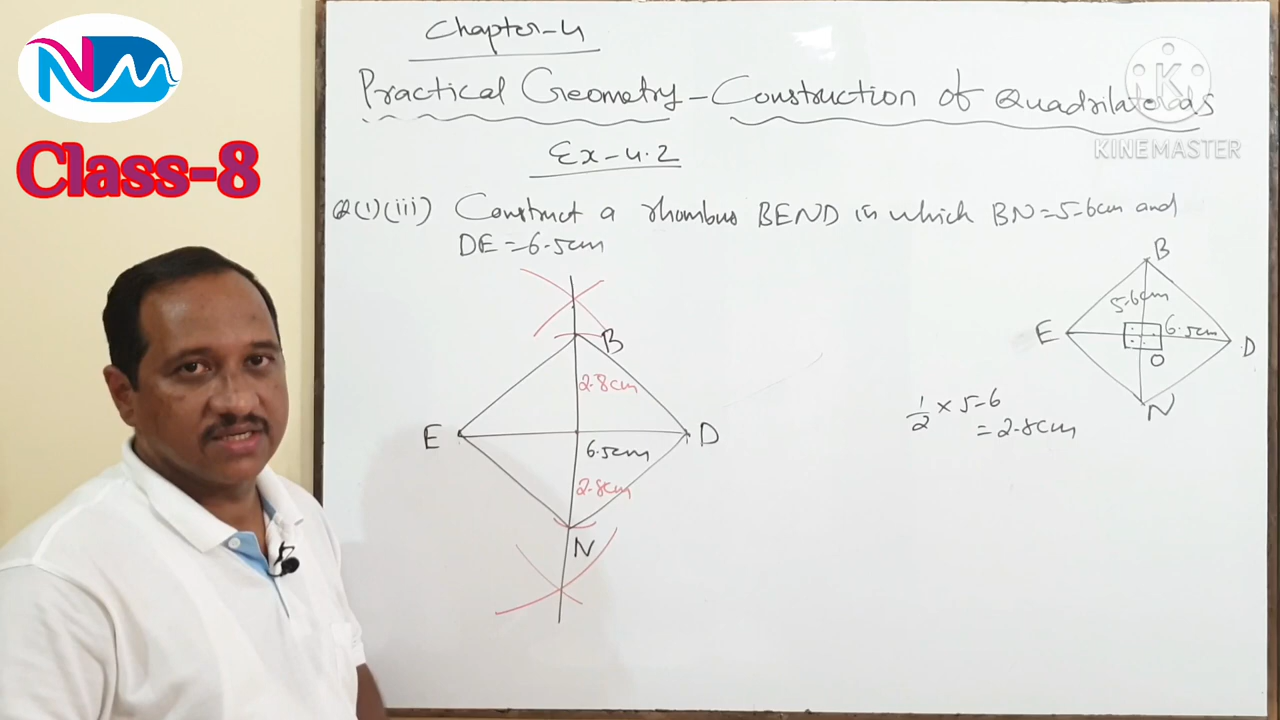 NDM
Class-8
K
KINEMASTER
Chapter-4
Practical Geometry-Construction of Quadrilaterals
Ex-4.2
Q(1)(iii) Construct a rhombus BEND in which BN=5.6cm and
DE=6.5cm
B
2.8cm
E
D
6.5cm
2.8cm
N
B
5.6cm
E
6.5cm
D
O
N
1/2 × 5.6
= 2.8cm